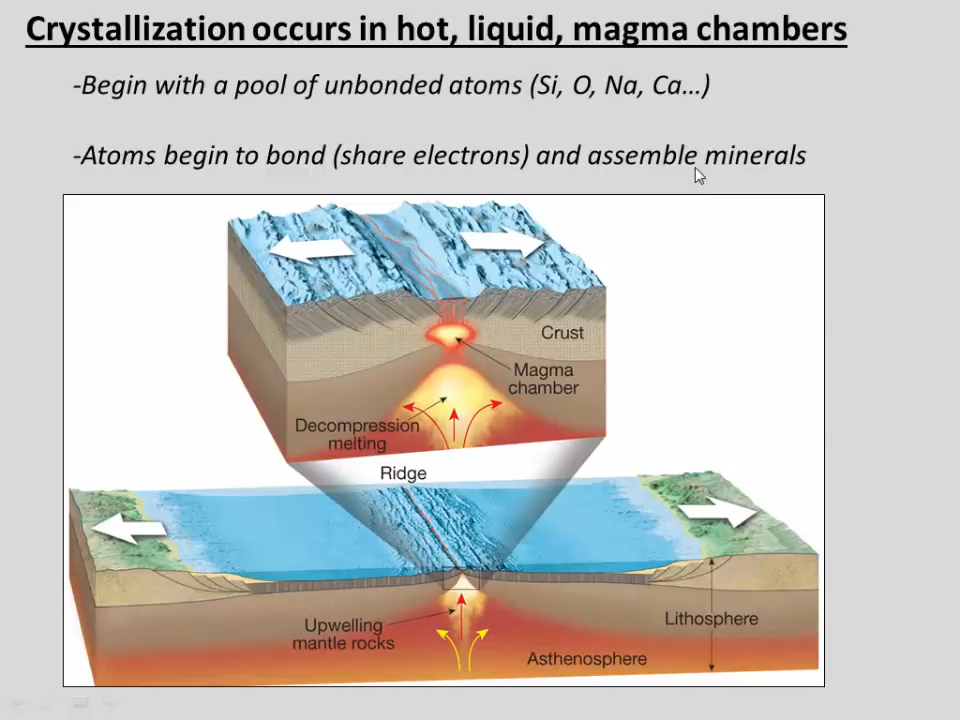 Crystallization occurs in hot, liquid, magma chambers
-Begin with a pool of unbonded atoms (Si, O, Na, Ca…)
-Atoms begin to bond (share electrons) and assemble minerals
Crust
Magma
chamber
Decompression
melting
Ridge
Upwelling
mantle rocks
Lithosphere
Asthenosphere